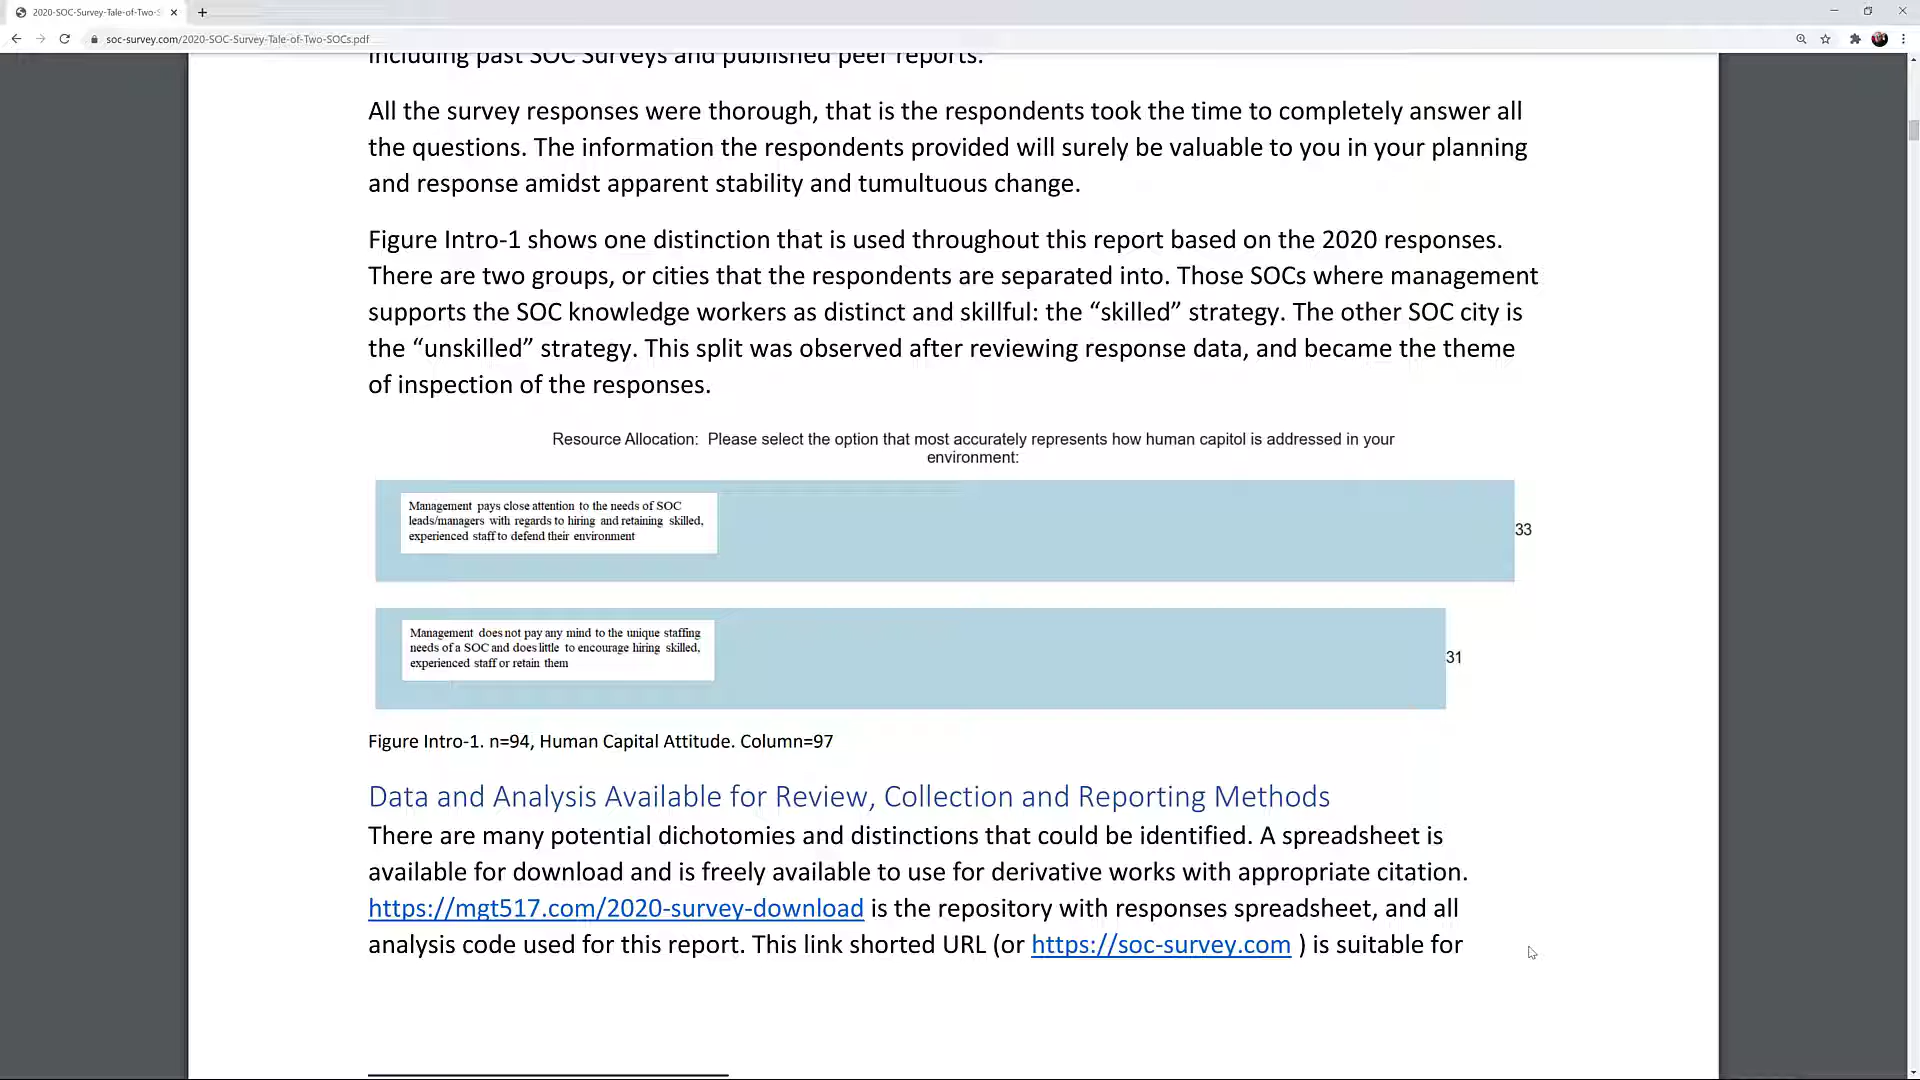 2020-SOC-Survey-Tale-of-Two-S
soc-survey.com/2020-SOC-Survey-Tale-of-Two-SOCs.pdf
including past SOC Surveys and published peer reports.
All the survey responses were thorough, that is the respondents took the time to completely answer all
the questions. The information the respondents provided will surely be valuable to you in your planning
and response amidst apparent stability and tumultuous change.
Figure Intro-1 shows one distinction that is used throughout this report based on the 2020 responses.
There are two groups, or cities that the respondents are separated into. Those SOCs where management
supports the SOC knowledge workers as distinct and skillful: the “skilled” strategy. The other SOC city is
the “unskilled” strategy. This split was observed after reviewing response data, and became the theme
of inspection of the responses.
Resource Allocation: Please select the option that most accurately represents how human capitol is addressed in your
environment:
Management pays close attention to the needs of SOC
leads/managers with regards to hiring and retaining skilled,
experienced staff to defend their environment
33
Management does not pay any mind to the unique staffing
needs of a SOC and does little to encourage hiring skilled,
experienced staff or retain them
31
Figure Intro-1. n=94, Human Capital Attitude. Column=97
Data and Analysis Available for Review, Collection and Reporting Methods
There are many potential dichotomies and distinctions that could be identified. A spreadsheet is
available for download and is freely available to use for derivative works with appropriate citation.
https://mgt517.com/2020-survey-download is the repository with responses spreadsheet, and all
analysis code used for this report. This link shorted URL (or https://soc-survey.com ) is suitable for